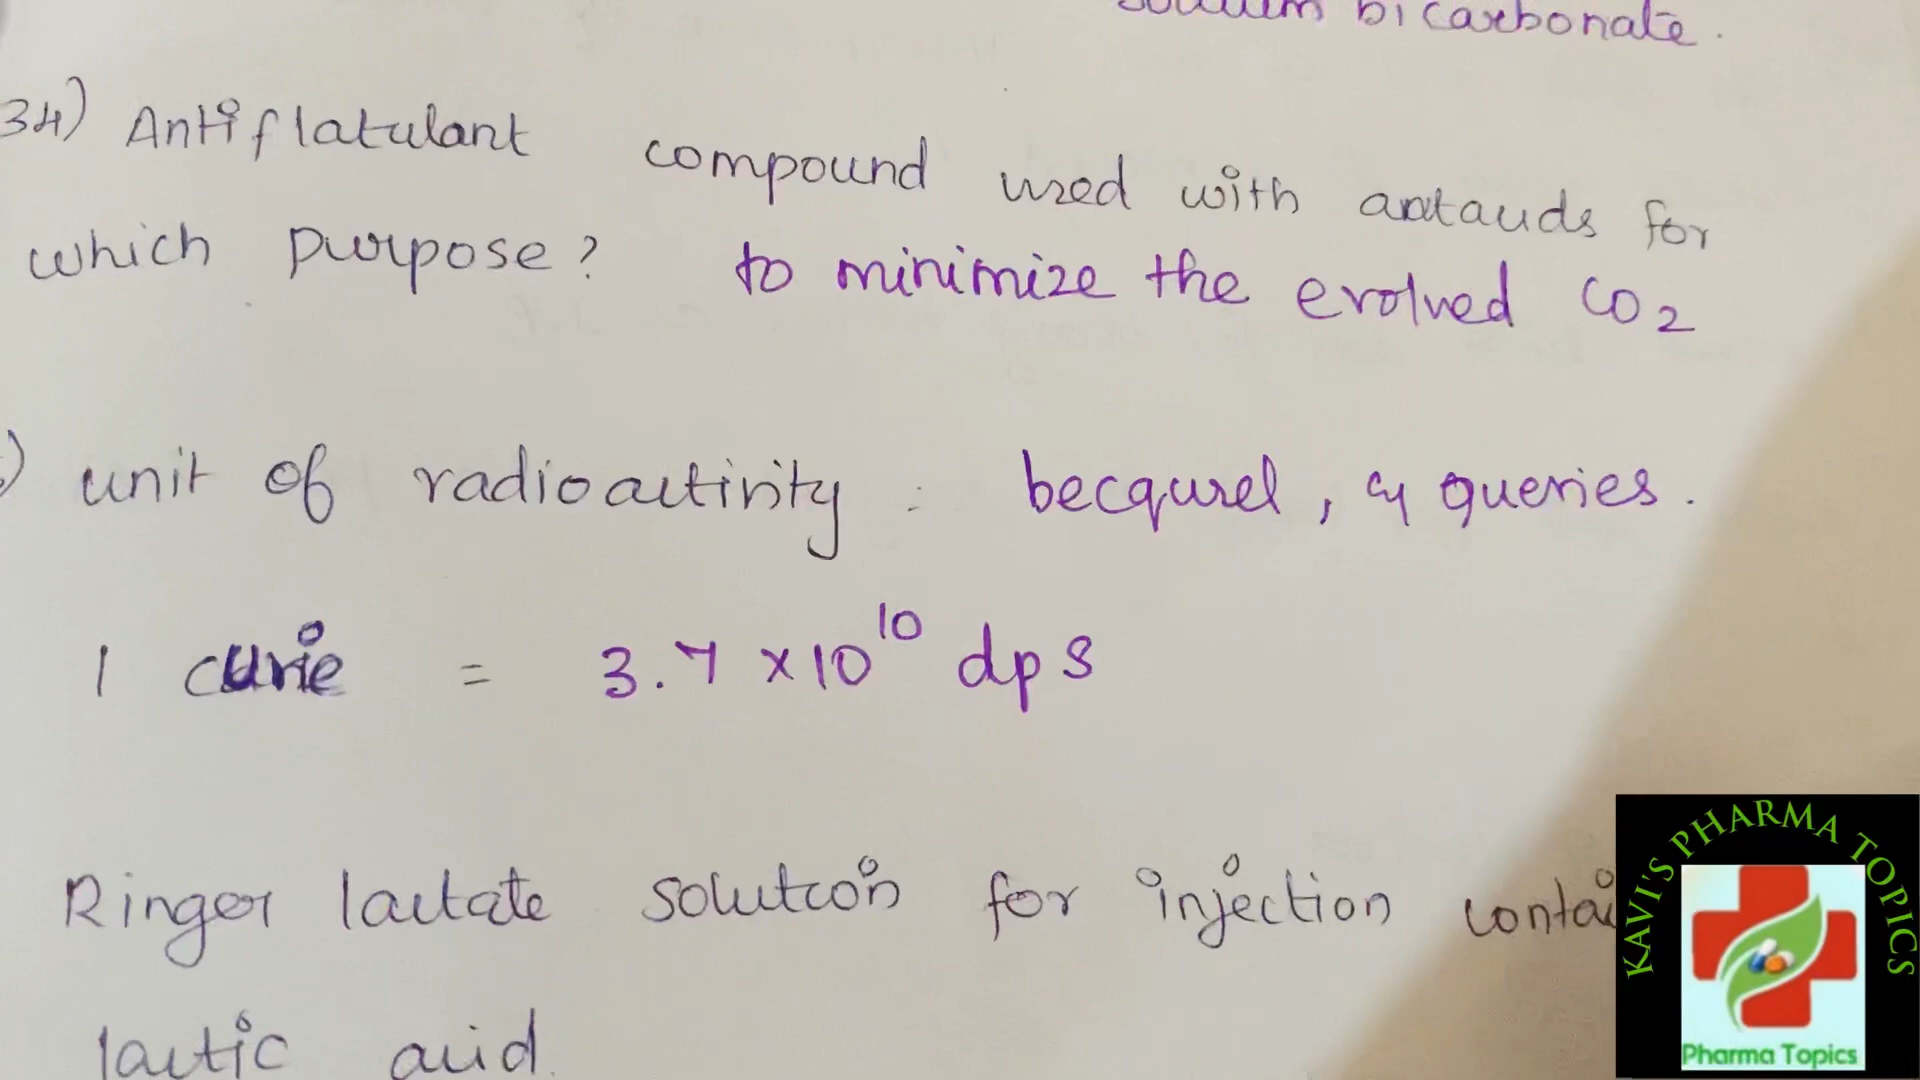 sodium bicarbonate.
34) Antiflatulant compound used with antacids for
which purpose? to minimize the evolved CO2
) unit of radioactivity : becqurel, queries.
1 curie = 3.7 x 10^10 dps
Ringer lactate solution for injection contai
lactic acid.
KAVI'S PHARMA TOPICS
Pharma Topics